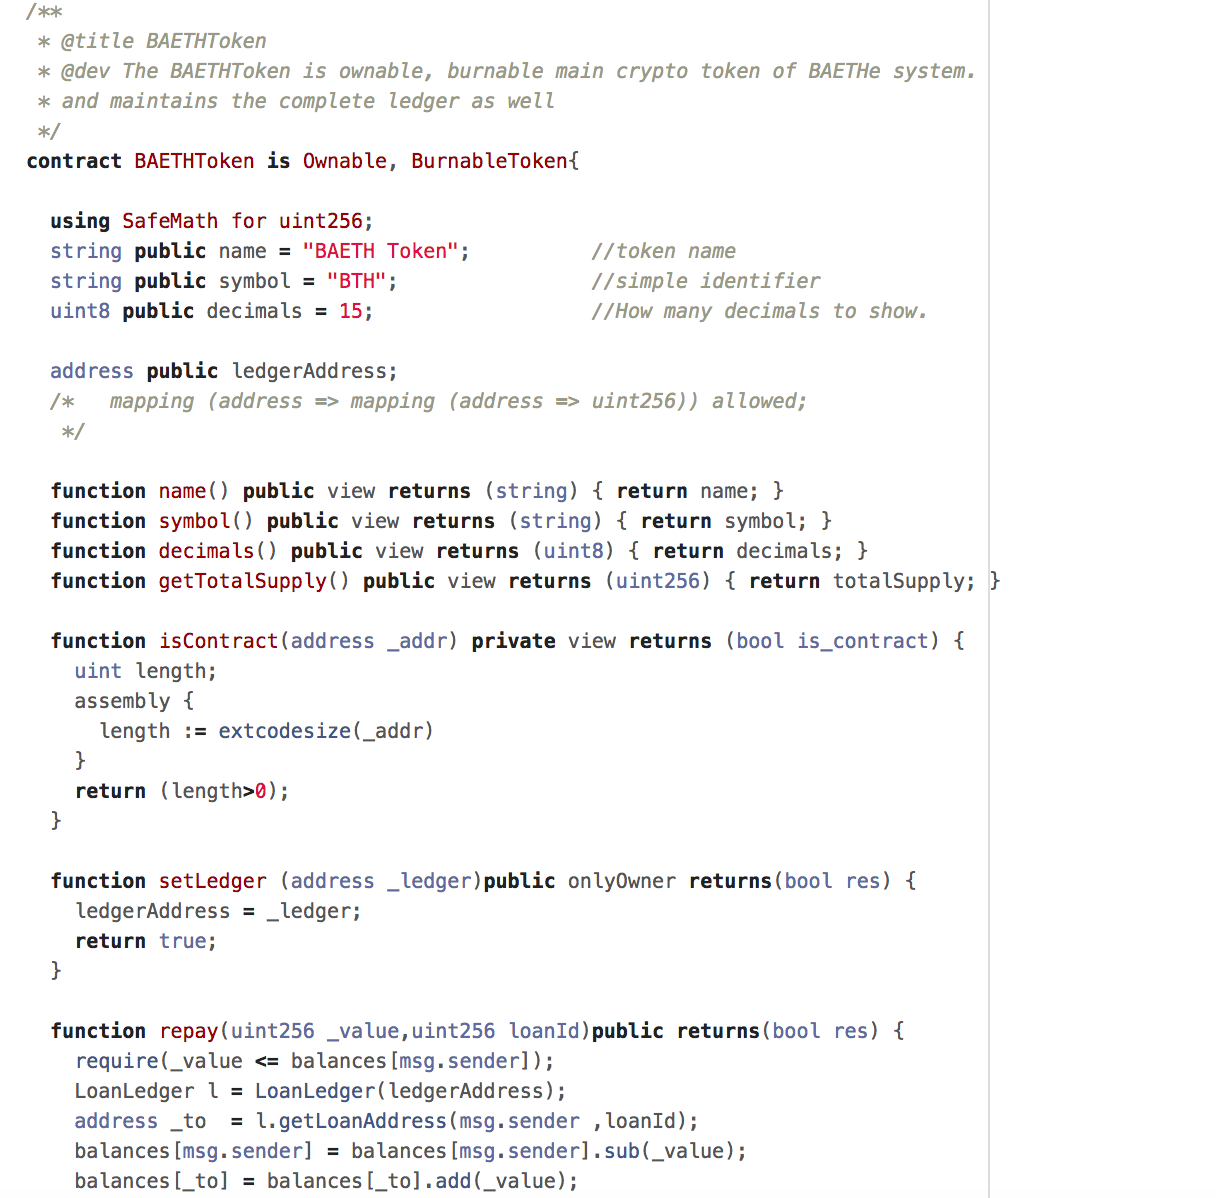 /**
 * @title BAETHToken
 * @dev The BAETHToken is ownable, burnable main crypto token of BAETHe system.
 * and maintains the complete ledger as well
 */
contract BAETHToken is Ownable, BurnableToken{
  using SafeMath for uint256;
  string public name = "BAETH Token";          //token name
  string public symbol = "BTH";                //simple identifier
  uint8 public decimals = 15;                  //How many decimals to show.
  address public ledgerAddress;
  /*   mapping (address => mapping (address => uint256)) allowed;
   */
  function name() public view returns (string) { return name; }
  function symbol() public view returns (string) { return symbol; }
  function decimals() public view returns (uint8) { return decimals; }
  function getTotalSupply() public view returns (uint256) { return totalSupply; }
  function isContract(address _addr) private view returns (bool is_contract) {
    uint length;
    assembly {
      length := extcodesize(_addr)
    }
    return (length>0);
  }
  function setLedger (address _ledger)public onlyOwner returns(bool res) {
    ledgerAddress = _ledger;
    return true;
  }
  function repay(uint256 _value,uint256 loanId)public returns(bool res) {
    require(_value <= balances[msg.sender]);
    LoanLedger l = LoanLedger(ledgerAddress);
    address _to  = l.getLoanAddress(msg.sender ,loanId);
    balances[msg.sender] = balances[msg.sender].sub(_value);
    balances[_to] = balances[_to].add(_value);